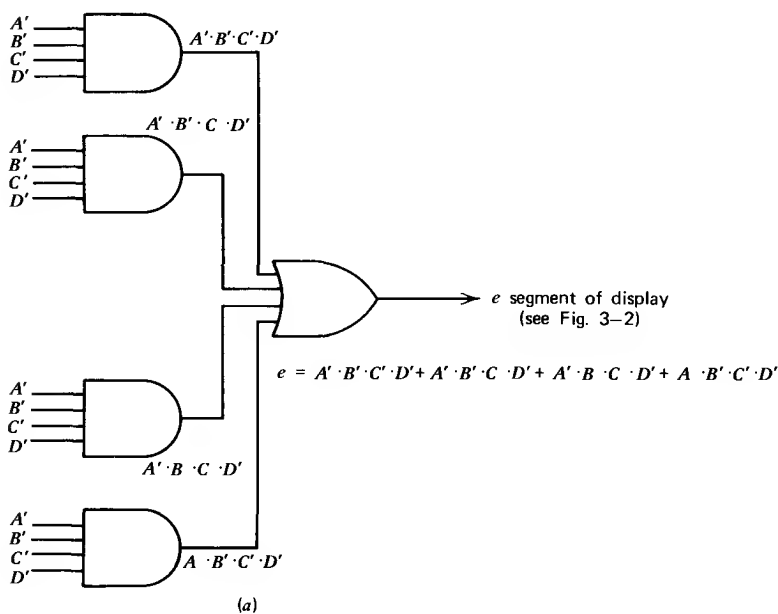 A'
B'
C'
D'
A'·B'·C'·D'
A'·B'·C·D'
A'
B'
C'
D'
e segment of display
(see Fig. 3–2)
e = A'·B'·C'·D' + A'·B'·C·D' + A'·B·C·D' + A·B'·C'·D'
A'
B'
C'
D'
A'·B·C·D'
A'
B'
C'
D'
A·B'·C'·D'
(a)